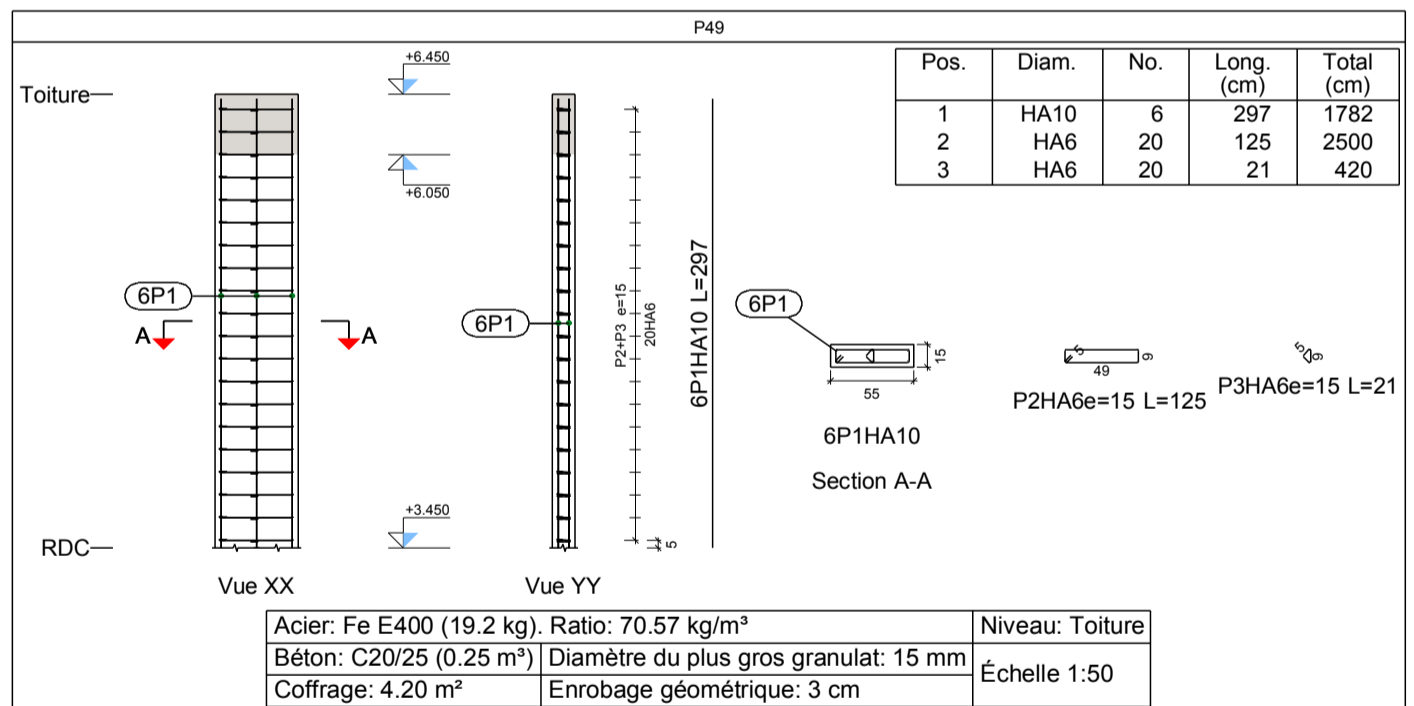 P49
Toiture
+6.450
+6.050
6P1
A A
+3.450
RDC
Vue XX
6P1
P2+P3 e=15
20HA6
5
6P1HA10 L=297
Vue YY
Pos. Diam. No. Long. (cm) Total (cm)
1 HA10 6 297 1782
2 HA6 20 125 2500
3 HA6 20 21 420
6P1
15
55
6P1HA10
Section A-A
5
49
9
P2HA6e=15 L=125
5
9
P3HA6e=15 L=21
Acier: Fe E400 (19.2 kg). Ratio: 70.57 kg/m³ Niveau: Toiture
Béton: C20/25 (0.25 m³) Diamètre du plus gros granulat: 15 mm Échelle 1:50
Coffrage: 4.20 m² Enrobage géométrique: 3 cm